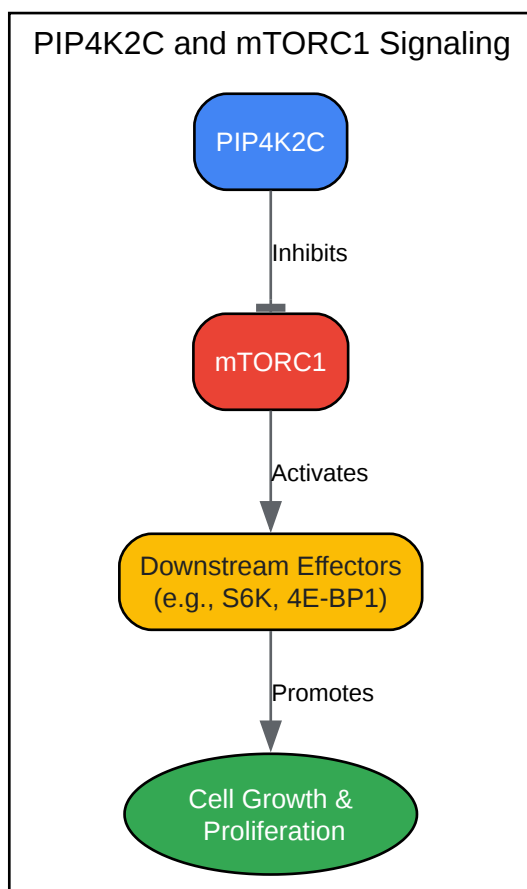 PIP4K2C and mTORC1 Signaling
PIP4K2C
Inhibits
mTORC1
Activates
Downstream Effectors
(e.g., S6K, 4E-BP1)
Promotes
Cell Growth &
Proliferation